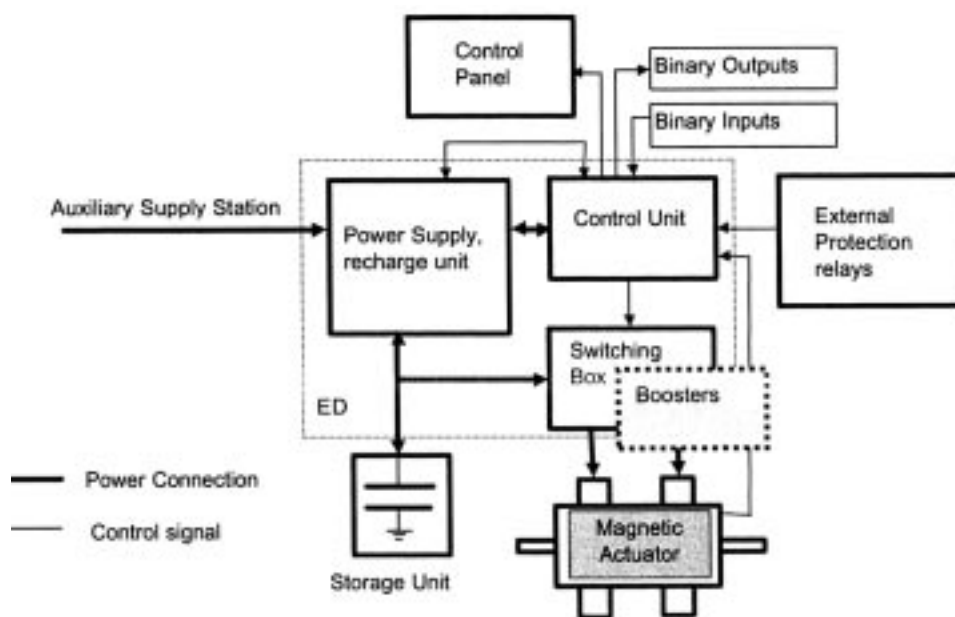 Control
Panel
Binary Outputs
Binary Inputs
Auxiliary Supply Station
Power Supply,
recharge unit
Control Unit
External
Protection
relays
Switching
Box
Boosters
ED
Power Connection
Control signal
Storage Unit
Magnetic
Actuator